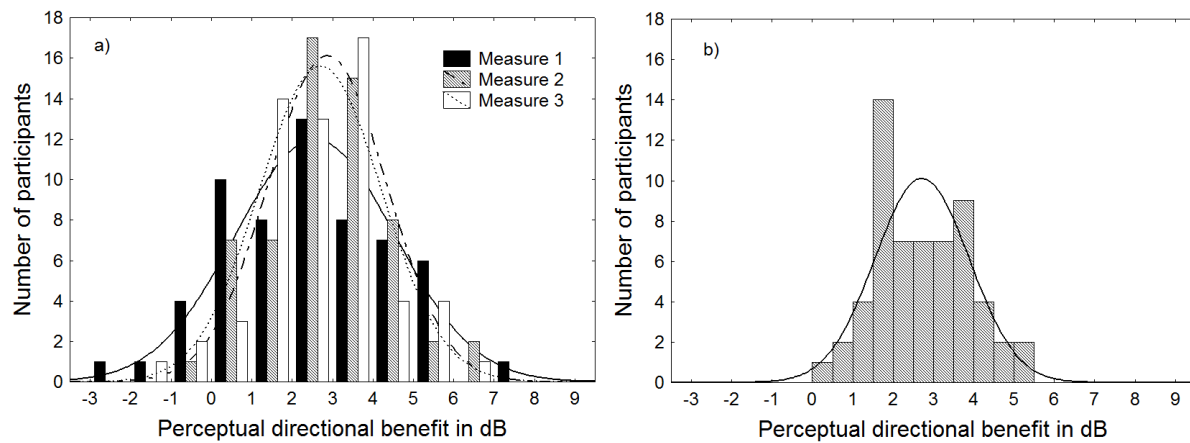 a)
Number of participants
18
16
14
12
10
8
6
4
2
0
Measure 1
Measure 2
Measure 3
-3 -2 -1 0 1 2 3 4 5 6 7 8 9
Perceptual directional benefit in dB
b)
Number of participants
18
16
14
12
10
8
6
4
2
0
-3 -2 -1 0 1 2 3 4 5 6 7 8 9
Perceptual directional benefit in dB